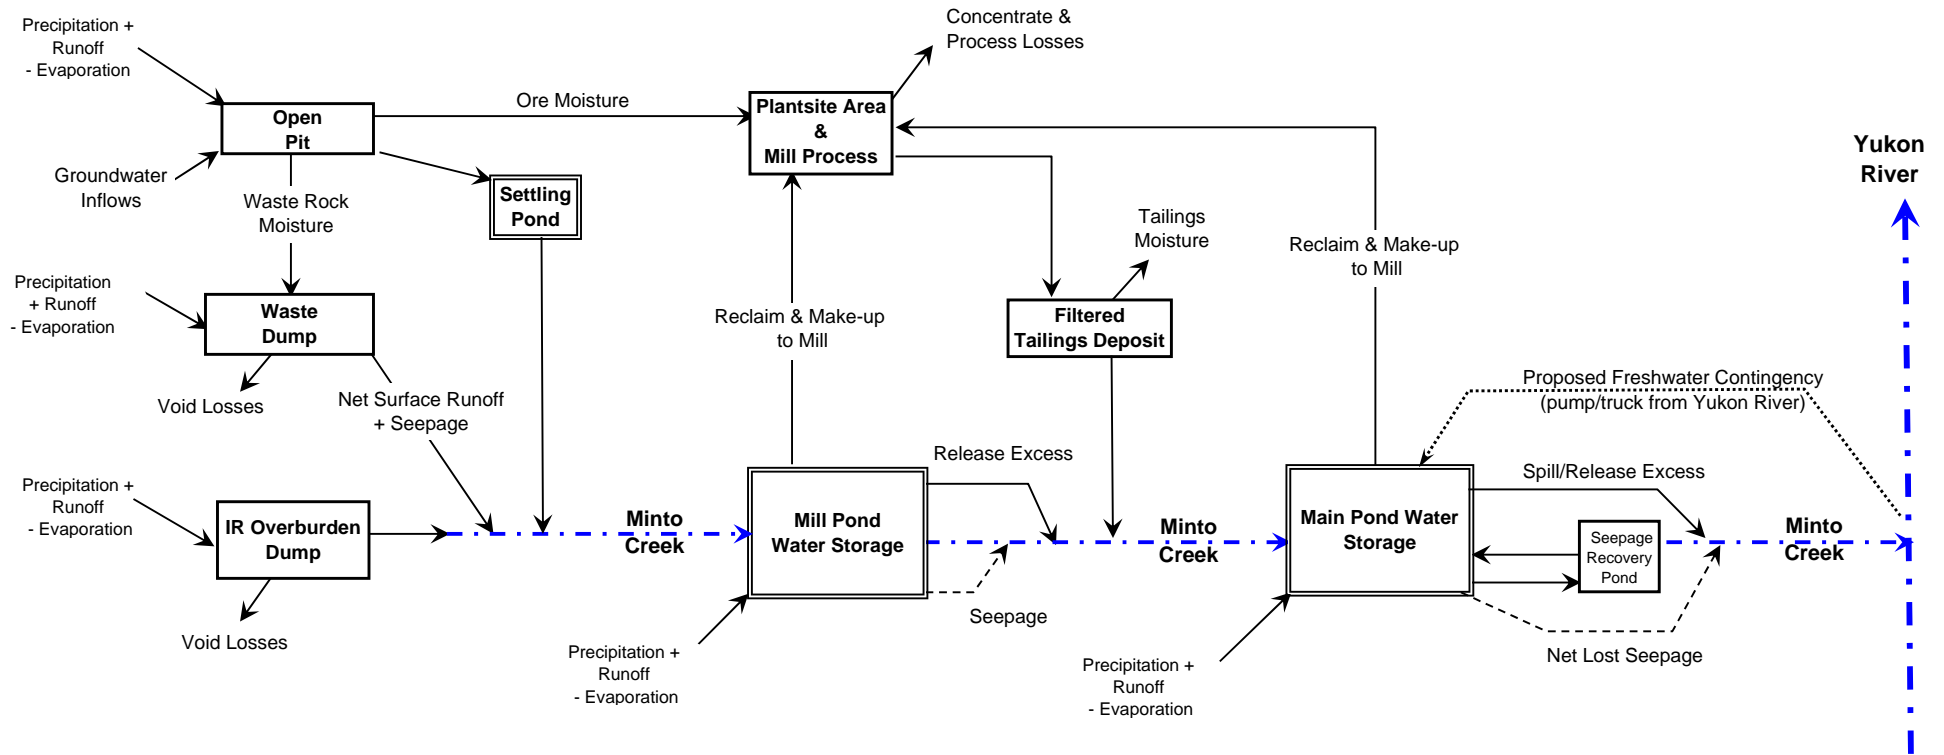 Precipitation +
Runoff
- Evaporation
Concentrate &
Process Losses
Open
Pit
Ore Moisture
Plantsite Area
&
Mill Process
Groundwater
Inflows
Waste Rock
Moisture
Settling
Pond
Tailings
Moisture
Reclaim & Make-up
to Mill
Yukon
River
Precipitation
+ Runoff
- Evaporation
Waste
Dump
Void Losses
Net Surface Runoff
+ Seepage
Reclaim & Make-up
to Mill
Filtered
Tailings Deposit
Proposed Freshwater Contingency
(pump/truck from Yukon River)
Precipitation +
Runoff
- Evaporation
IR Overburden
Dump
Void Losses
Minto
Creek
Mill Pond
Water Storage
Release Excess
Seepage
Precipitation +
Runoff
- Evaporation
Minto
Creek
Main Pond Water
Storage
Spill/Release Excess
Seepage
Recovery
Pond
Minto
Creek
Net Lost Seepage
Precipitation +
Runoff
- Evaporation